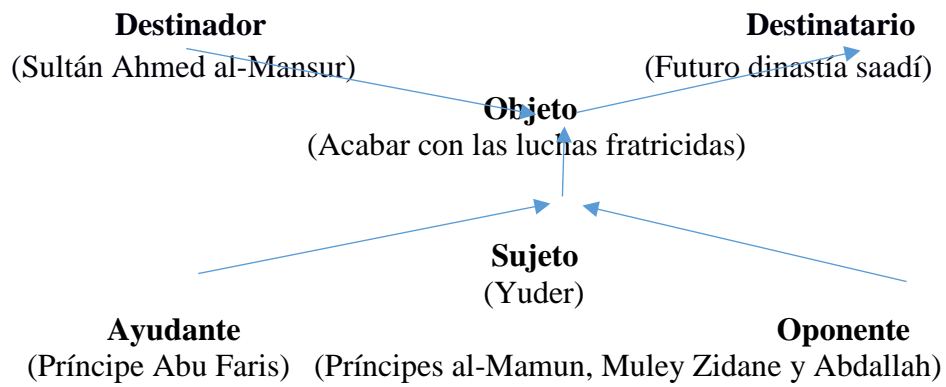 Destinador Destinatario
(Sultán Ahmed al-Mansur) (Futuro dinastía saadí)
Objeto
(Acabar con las luchas fratricidas)
Sujeto
(Yuder)
Ayudante Oponente
(Príncipe Abu Faris) (Príncipes al-Mamun, Muley Zidane y Abdallah)